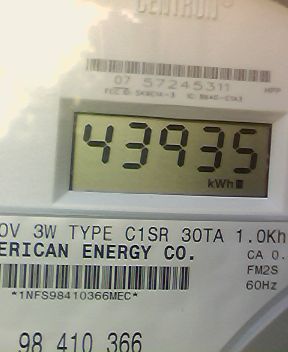 CENTRON®
07 57245311
43935
kWh
0V 3W TYPE C1SR 30TA 1.0Kh
ERICAN ENERGY CO.
CA 0.
FM2S
60Hz
*1NFS98410366MEC*
98 410 366